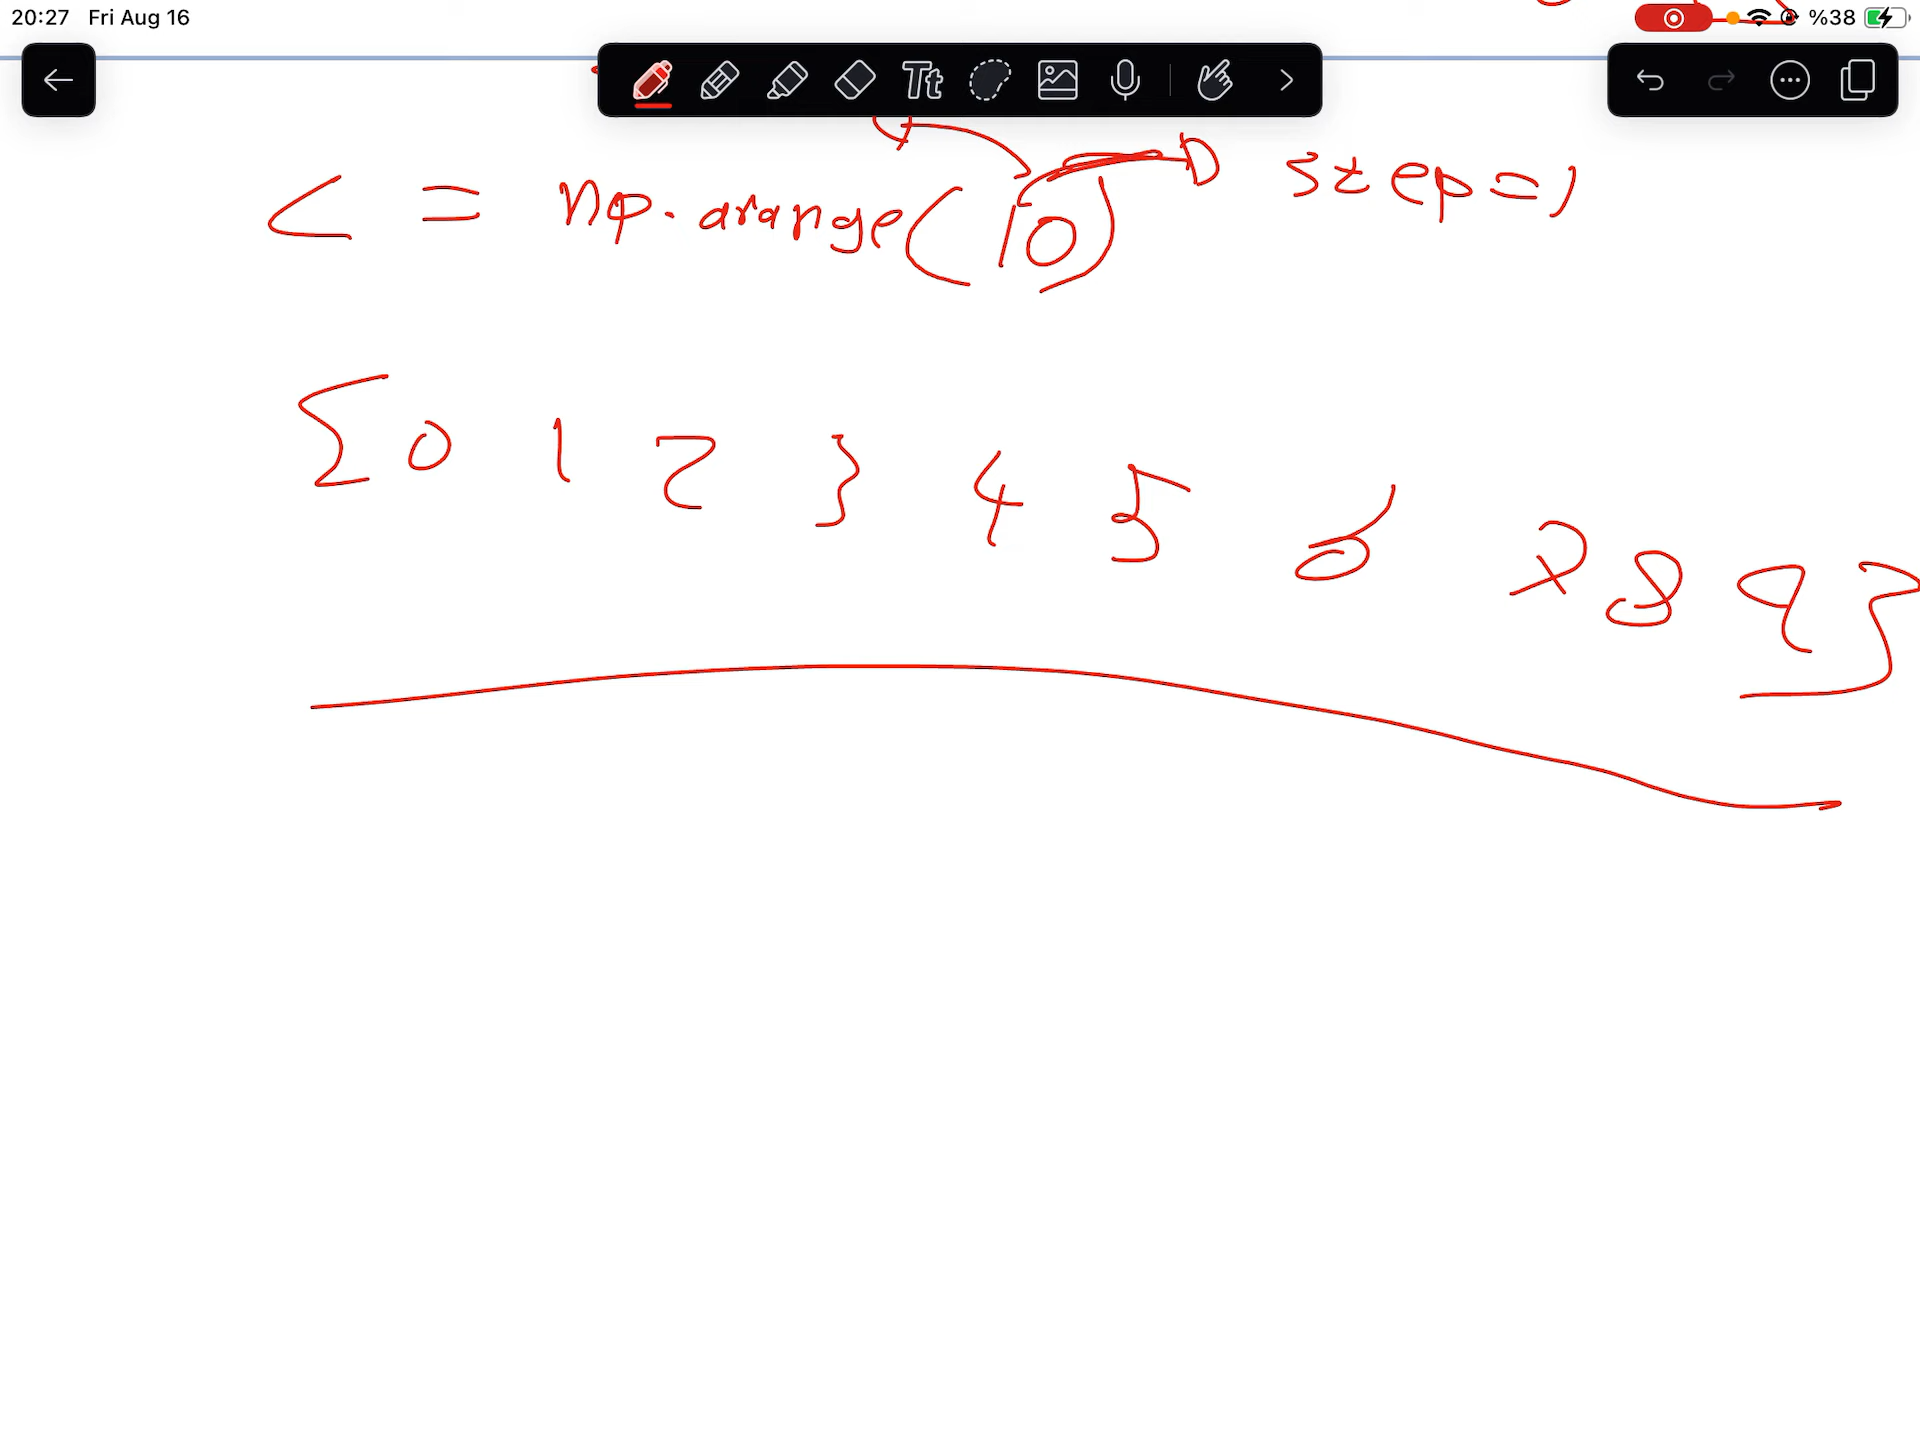 20:27 Fri Aug 16 %38
Tt
c = np.arange(10) step=1
[0 1 2 3 4 5 6 7 8 9]